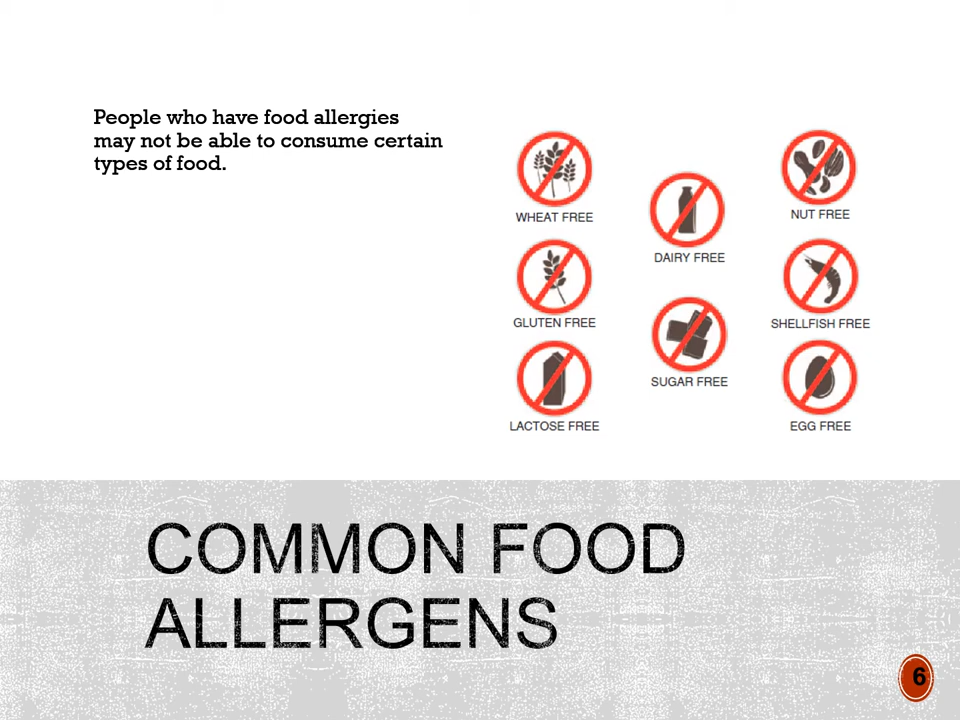 People who have food allergies
may not be able to consume certain
types of food.
WHEAT FREE
DAIRY FREE
NUT FREE
GLUTEN FREE
SUGAR FREE
SHELLFISH FREE
LACTOSE FREE
EGG FREE
COMMON FOOD
ALLERGENS
6